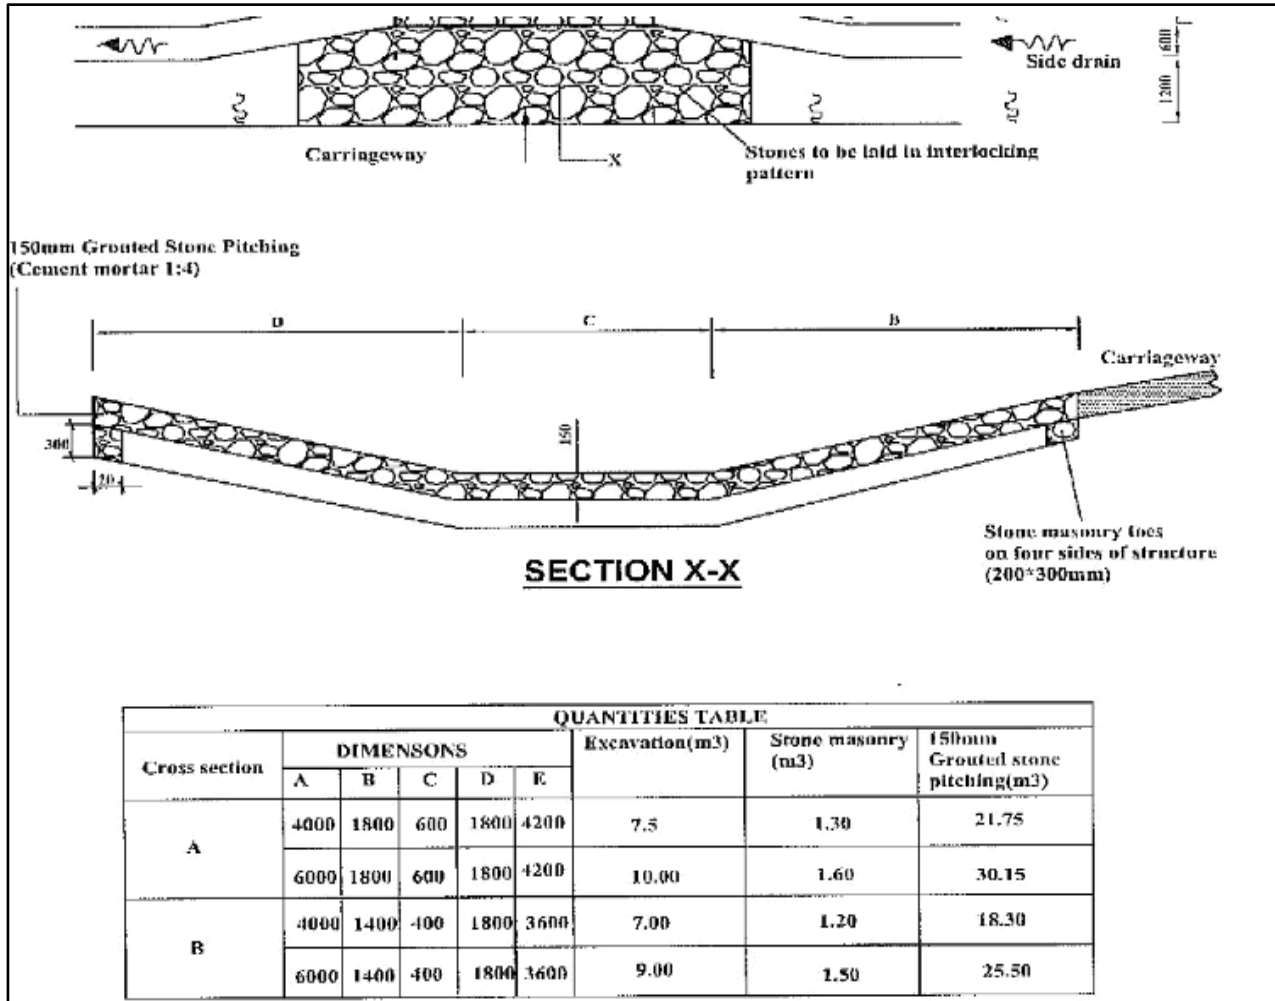 600
Side drain
1200
Carringeway
X
Stones to be laid in interlocking
pattern
150mm Grouted Stone Pitching
(Cement mortar 1:4)
D
C
B
Carriageway
300
150
20
Stone masonry toes
on four sides of structure
(200*300mm)
SECTION X-X
QUANTITIES TABLE
Cross section
DIMENSONS
Excavation(m3)
Stone masonry
(m3)
150mm
Grouted stone
pitching(m3)
A B C D E
A
4000 1800 600 1800 4200 7.5 1.30 21.75
6000 1800 600 1800 4200 10.00 1.60 30.15
B
4000 1400 400 1800 3600 7.00 1.20 18.30
6000 1400 400 1800 3600 9.00 1.50 25.50